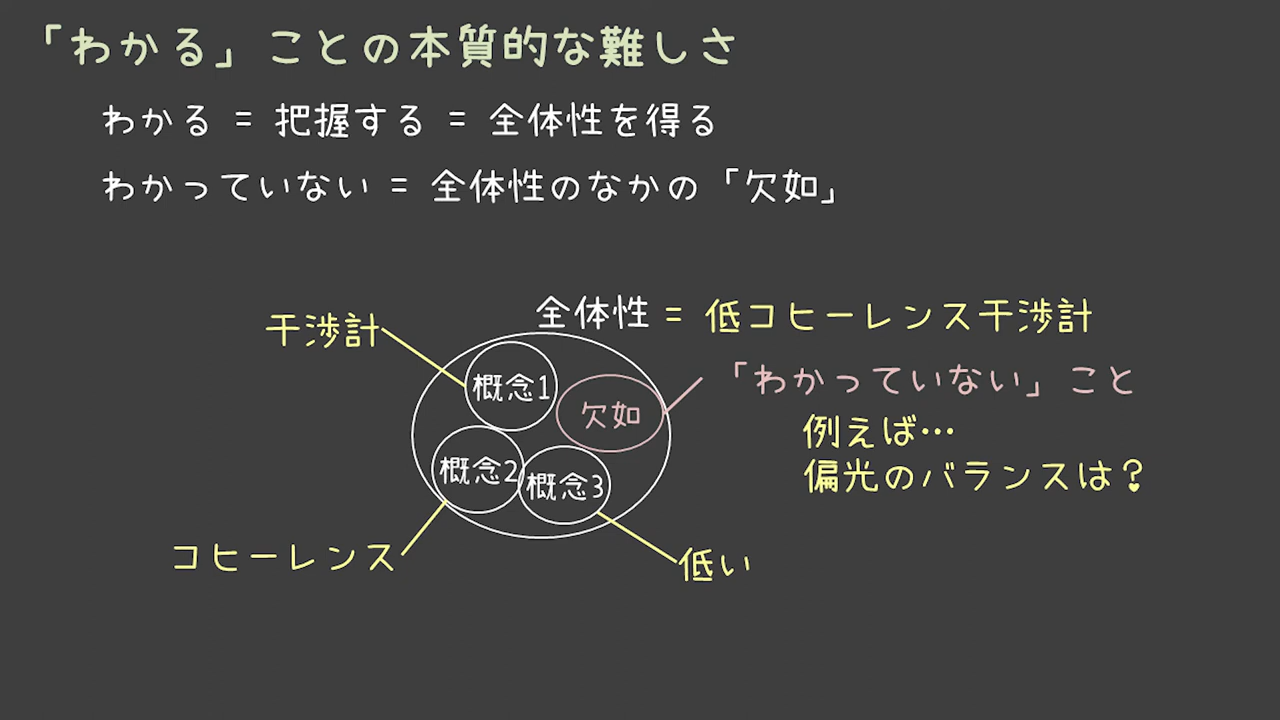 「わかる」ことの本質的な難しさ
わかる = 把握する = 全体性を得る
わかっていない = 全体性のなかの「欠如」
全体性 = 低コヒーレンス干渉計
干渉計
「わかっていない」こと
概念1
欠如
例えば…
偏光のバランスは?
概念2
概念3
コヒーレンス
低い